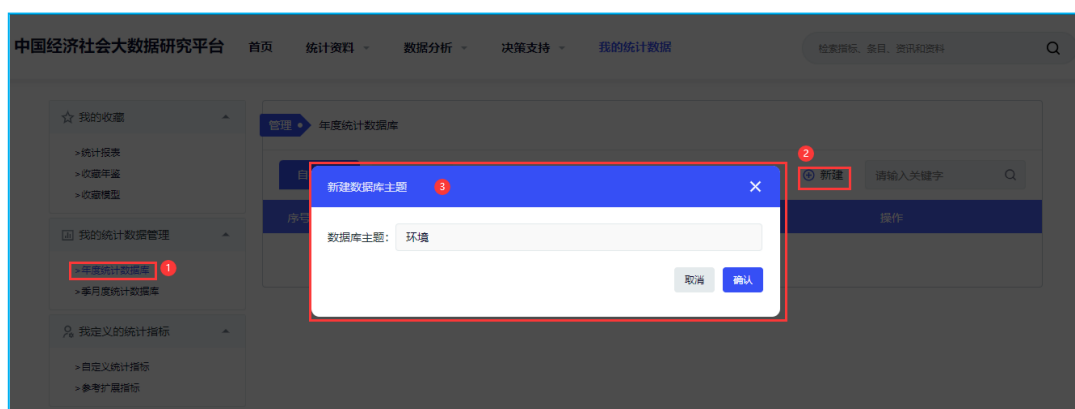 中国经济社会大数据研究平台 首页 统计资料 数据分析 决策支持 我的统计数据 检索指标、条目、资讯和资料
我的收藏
>统计报表
>收藏年鉴
>收藏模型
管理 年度统计数据库
2
目
新建 请输入关键字
序号 操作
新建数据库主题 3
数据库主题： 环境
取消 确认
我的统计数据管理
>年度统计数据库 1
>季月度统计数据库
我定义的统计指标
>自定义统计指标
>参考扩展指标